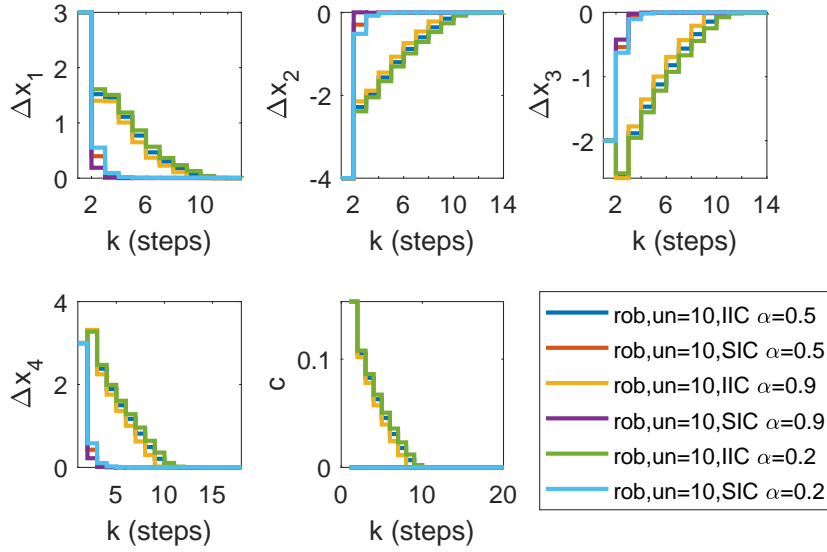 3
2
1
0
Δx₁
2 6 10
k (steps)
0
-2
-4
Δx₂
2 6 10 14
k (steps)
0
-1
-2
Δx₃
2 6 10 14
k (steps)
4
2
0
Δx₄
5 10 15
k (steps)
0.1
0
c
0 10 20
k (steps)
rob,un=10,IIC α=0.5
rob,un=10,SIC α=0.5
rob,un=10,IIC α=0.9
rob,un=10,SIC α=0.9
rob,un=10,IIC α=0.2
rob,un=10,SIC α=0.2